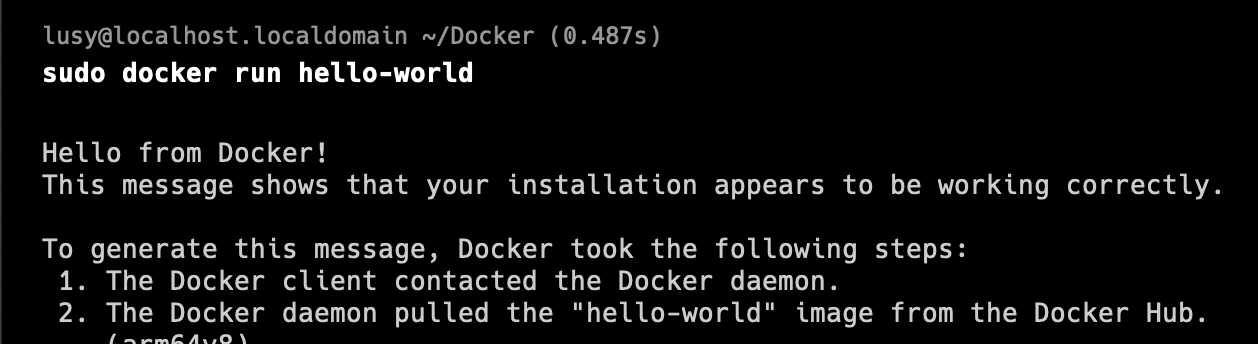 lusy@localhost.localdomain ~/Docker (0.487s)
sudo docker run hello-world
Hello from Docker!
This message shows that your installation appears to be working correctly.
To generate this message, Docker took the following steps:
1. The Docker client contacted the Docker daemon.
2. The Docker daemon pulled the "hello-world" image from the Docker Hub.
(arm64v8)